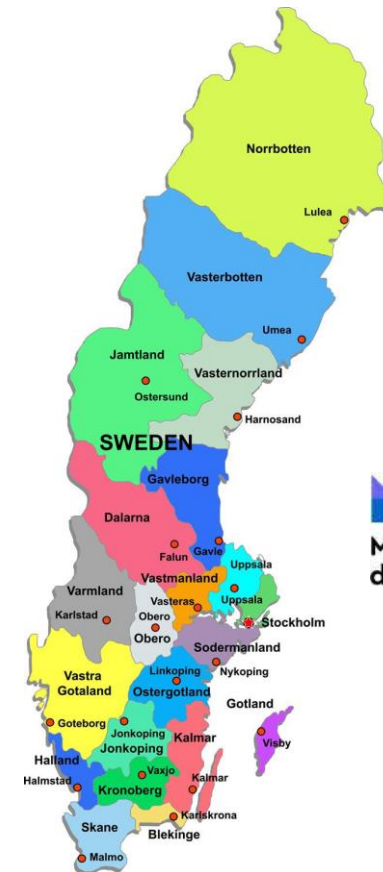 Norrbotten
Lulea
Vasterbotten
Umea
Jamtland
Vasternorrland
Ostersund
Harnosand
SWEDEN
Gavleborg
Dalarna
Falun
Gavle
Uppsala
Vastmanland
Varmland
Vasteras
Uppsala
Obero
Karlstad
Stockholm
Obero
Sodermanland
Vastra
Gotaland
Linkoping
Nykoping
Ostergotland
Gotland
Goteborg
Jonkoping
Kalmar
Visby
Jonkoping
Halland
Vaxjo
Halmstad
Kronoberg
Kalmar
Skane
Karlskrona
Blekinge
Malmo
M
d